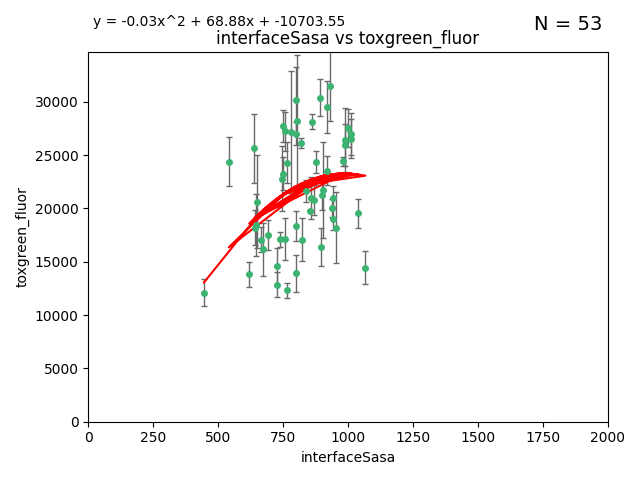 y = -0.03x^2 + 68.88x + -10703.55
N = 53
interfaceSasa vs toxgreen_fluor
30000
25000
20000
15000
10000
5000
0
toxgreen_fluor
0 250 500 750 1000 1250 1500 1750 2000
interfaceSasa